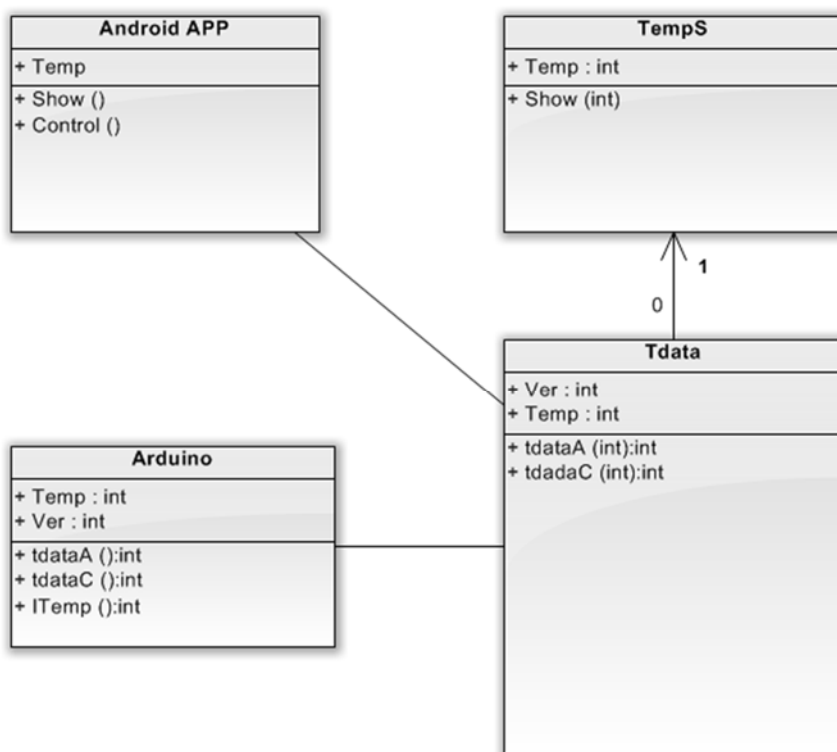 Android APP
+ Temp
+ Show ()
+ Control ()
TempS
+ Temp : int
+ Show (int)
1
0
Tdata
+ Ver : int
+ Temp : int
+ tdataA (int):int
+ tdadaC (int):int
Arduino
+ Temp : int
+ Ver : int
+ tdataA ():int
+ tdataC ():int
+ ITemp ():int